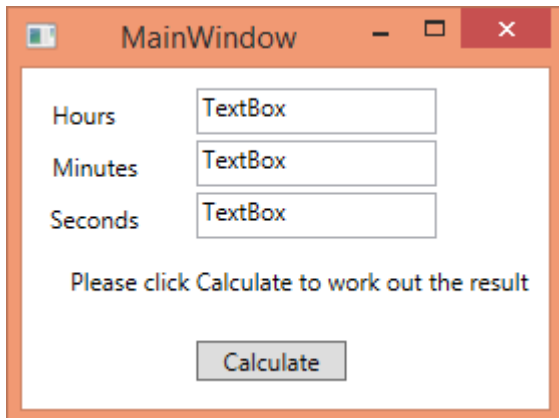 MainWindow
Hours TextBox
Minutes TextBox
Seconds TextBox
Please click Calculate to work out the result
Calculate